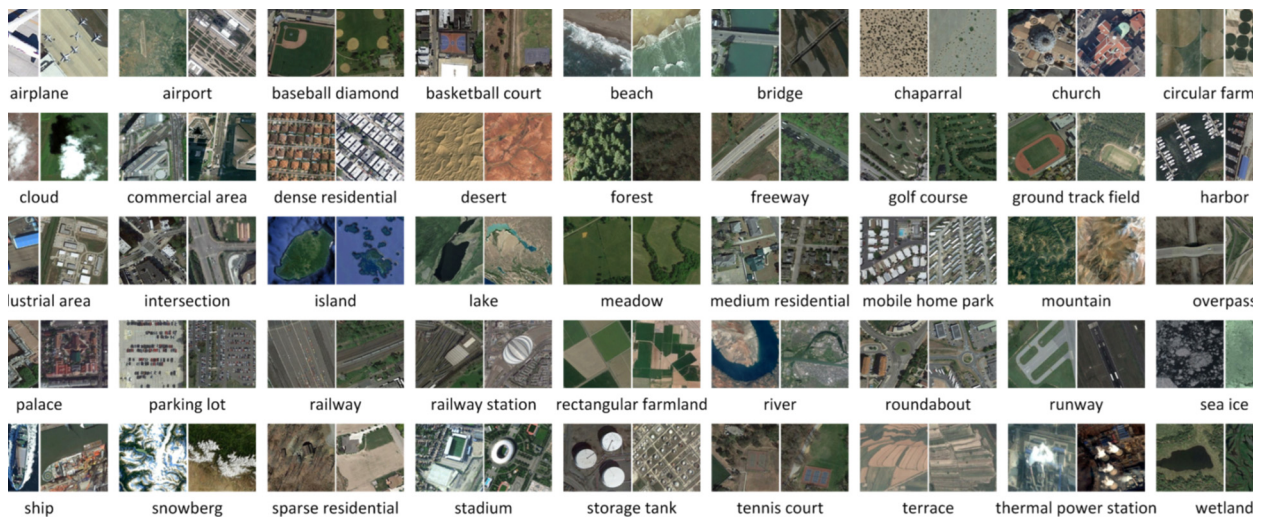 airplane airport baseball diamond basketball court beach bridge chaparral church circular farm
cloud commercial area dense residential desert forest freeway golf course ground track field harbor
lustrial area intersection island lake meadow medium residential mobile home park mountain overpass
palace parking lot railway railway station rectangular farmland river roundabout runway sea ice
ship snowberg sparse residential stadium storage tank tennis court terrace thermal power station wetland